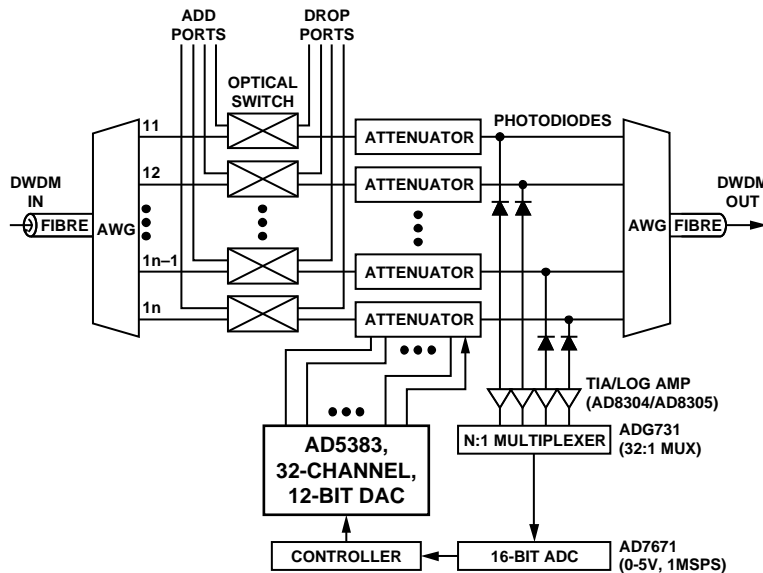 ADD
PORTS
DROP
PORTS
OPTICAL
SWITCH
PHOTODIODES
11
ATTENUATOR
12
ATTENUATOR
DWDM
IN
FIBRE
AWG
AWG
FIBRE
DWDM
OUT
1n–1
ATTENUATOR
1n
ATTENUATOR
TIA/LOG AMP
(AD8304/AD8305)
AD5383,
32-CHANNEL,
12-BIT DAC
N:1 MULTIPLEXER
ADG731
(32:1 MUX)
CONTROLLER
16-BIT ADC
AD7671
(0-5V, 1MSPS)